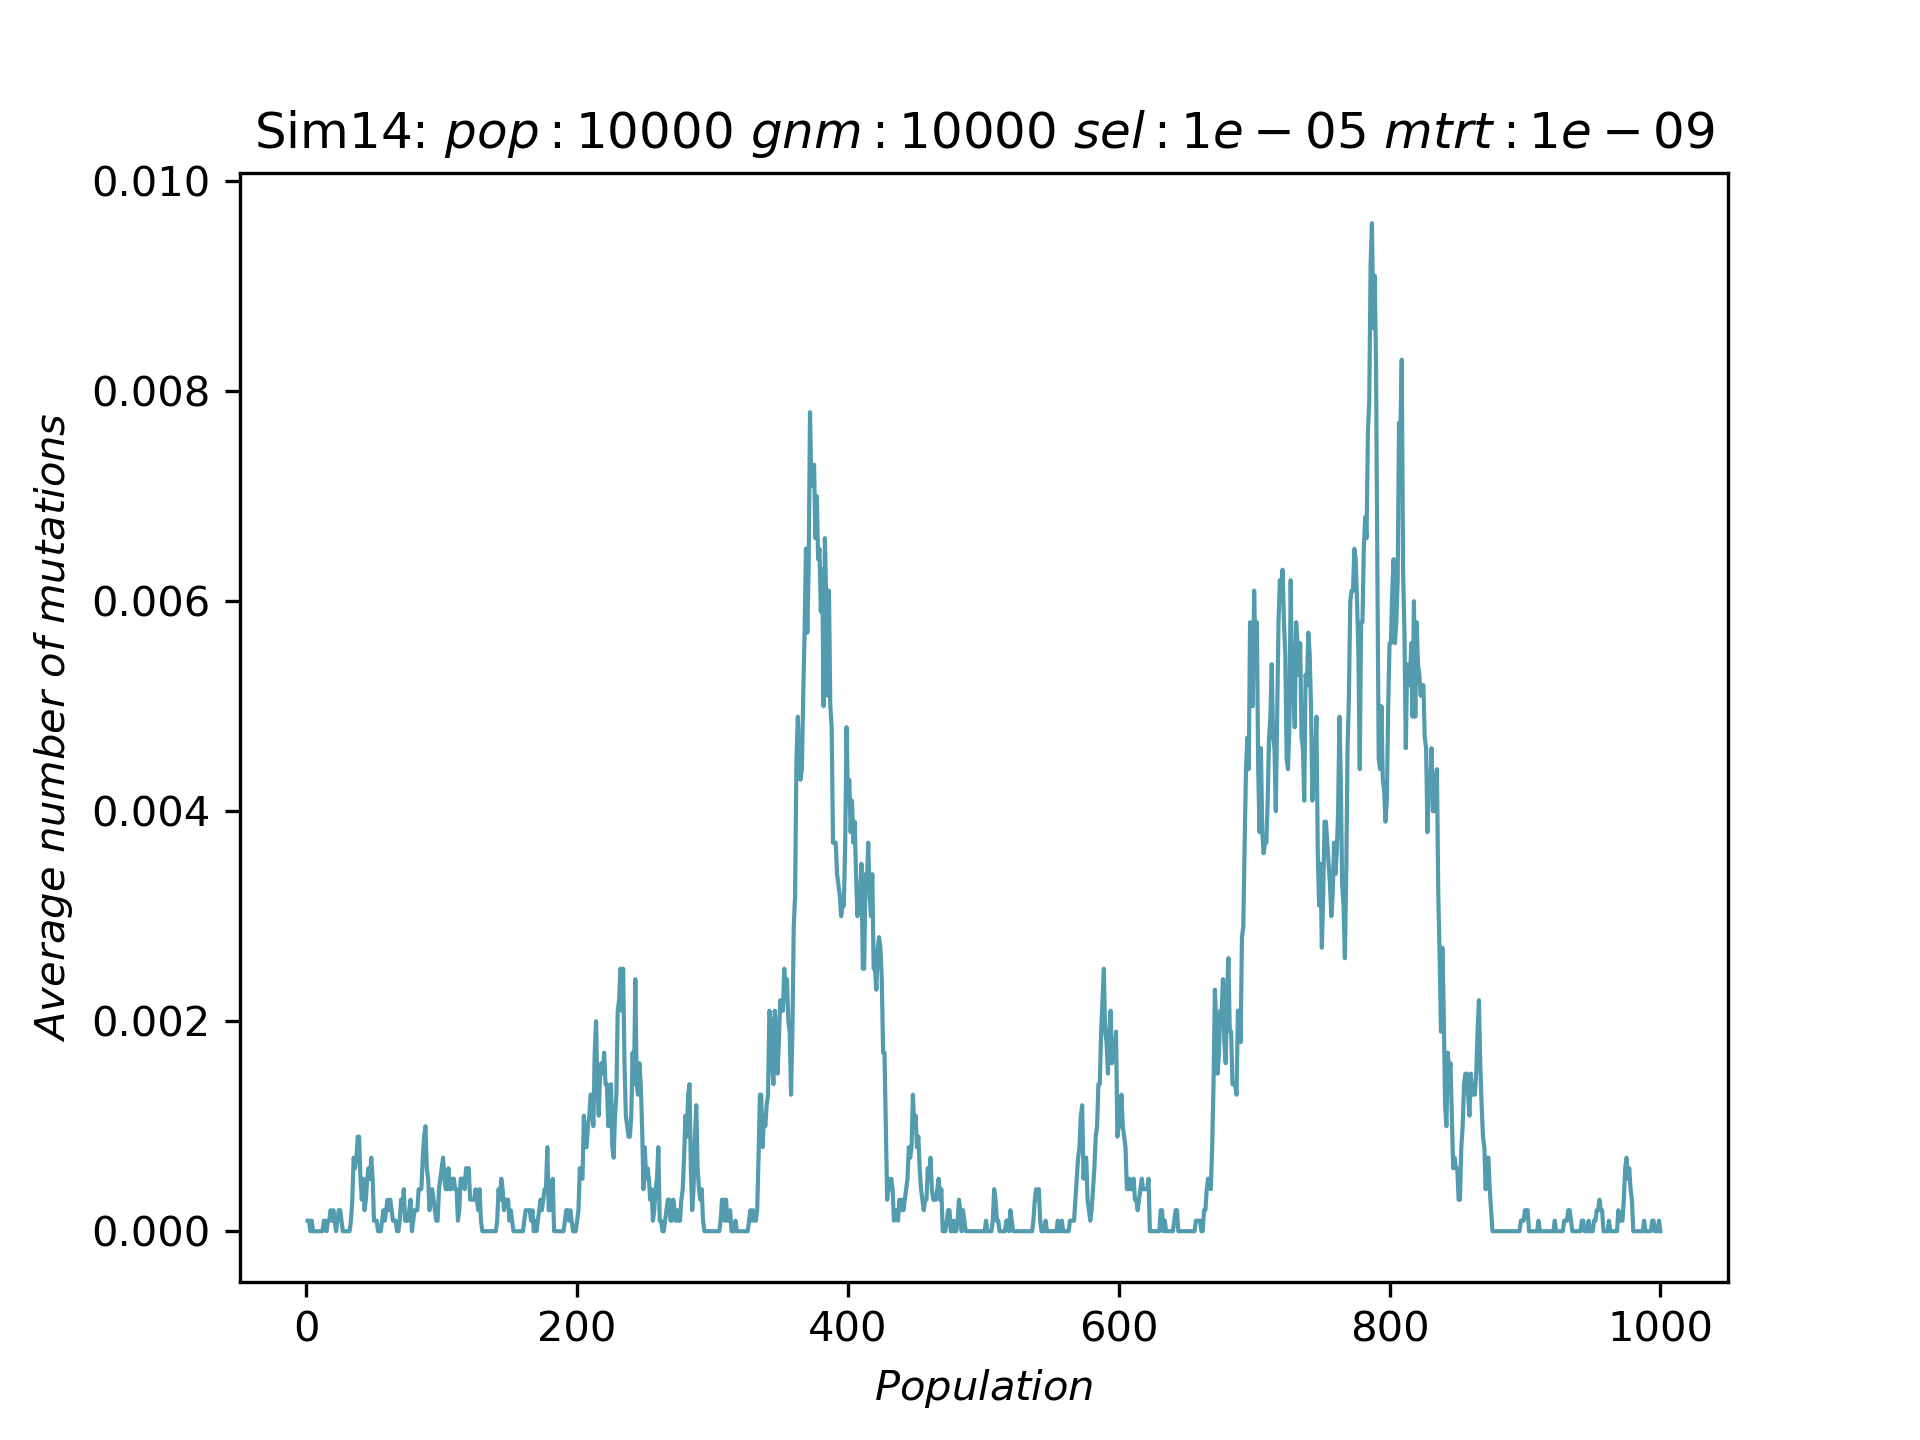 Sim14: pop : 10000 gnm : 10000 sel : 1e − 05 mtrt : 1e − 09
0.010
0.008
0.006
0.004
0.002
0.000
Average number of mutations
0 200 400 600 800 1000
Population